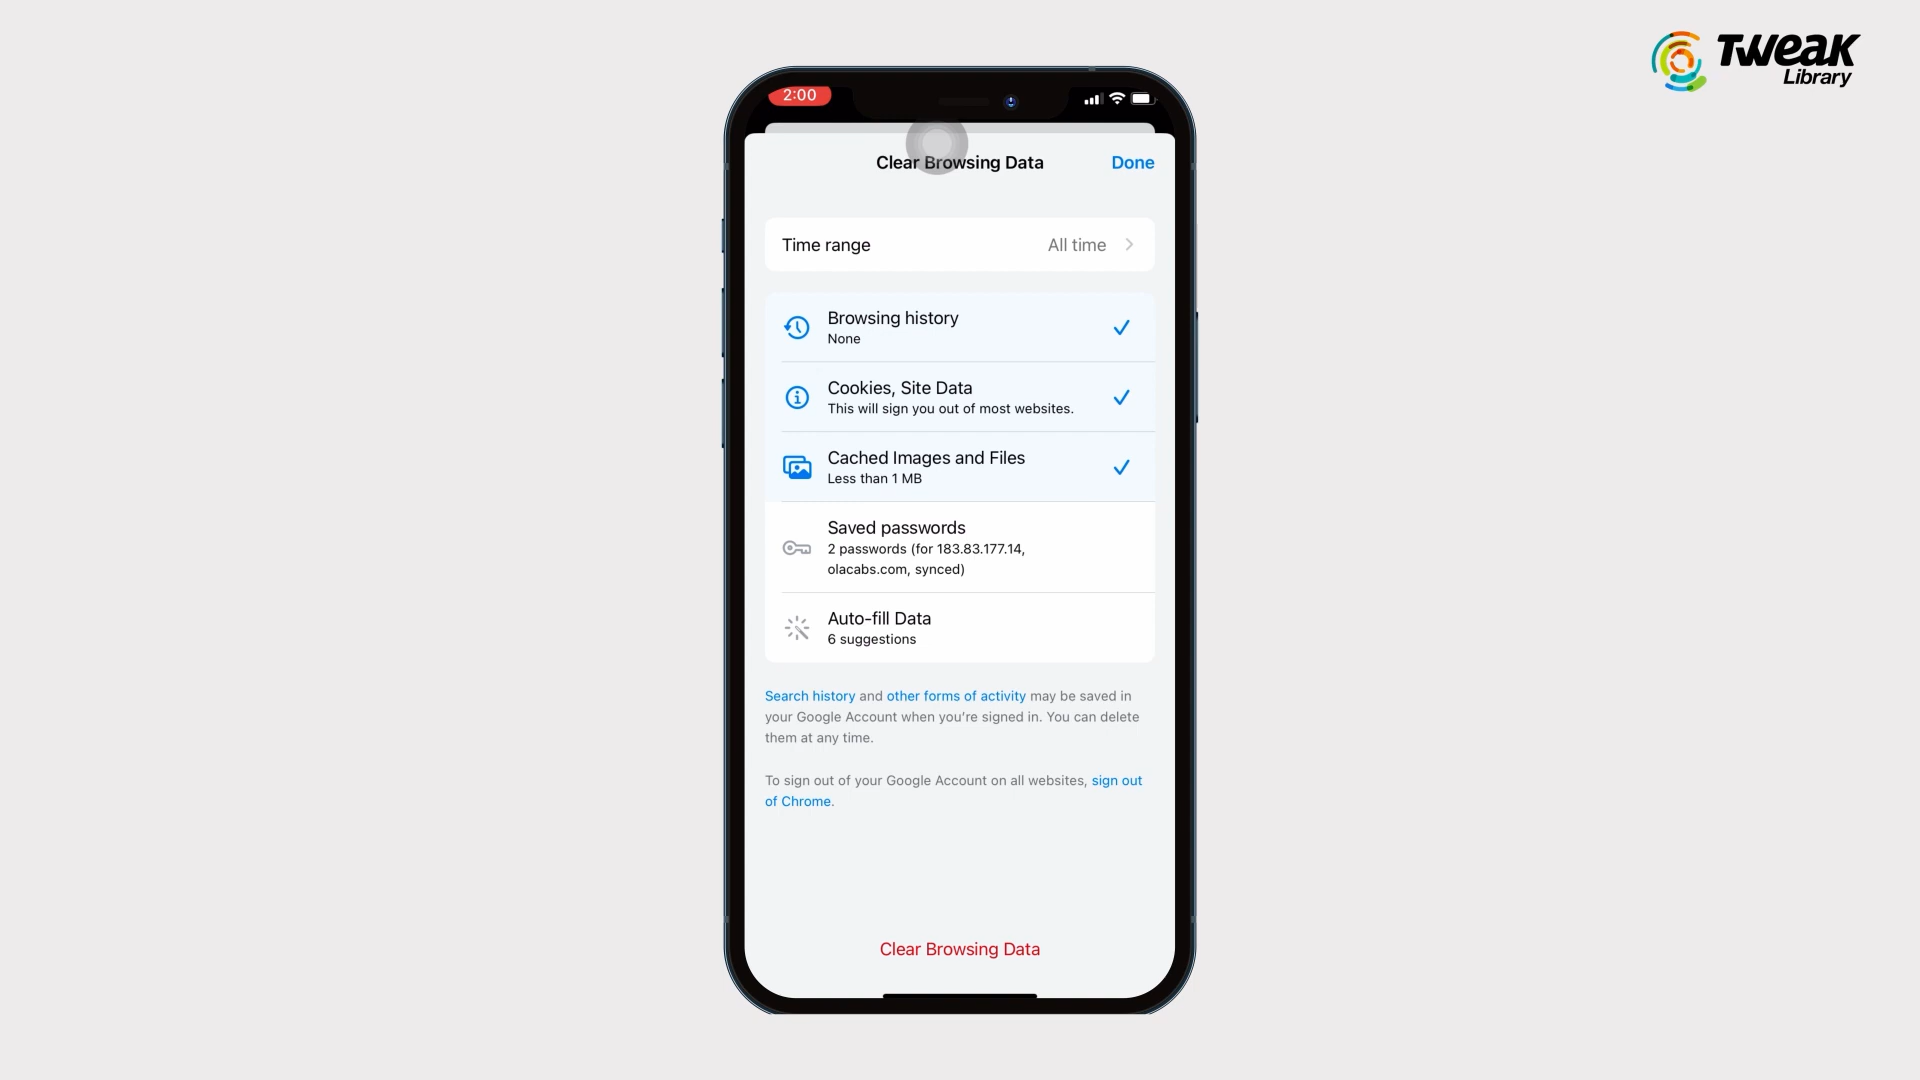 TWEAK
Library
2:00
Clear Browsing Data
Done
Time range
All time
Browsing history
None
Cookies, Site Data
This will sign you out of most websites.
Cached Images and Files
Less than 1 MB
Saved passwords
2 passwords (for 183.83.177.14,
olacabs.com, synced)
Auto-fill Data
6 suggestions
Search history and other forms of activity may be saved in
your Google Account when you’re signed in. You can delete
them at any time.
To sign out of your Google Account on all websites, sign out
of Chrome.
Clear Browsing Data